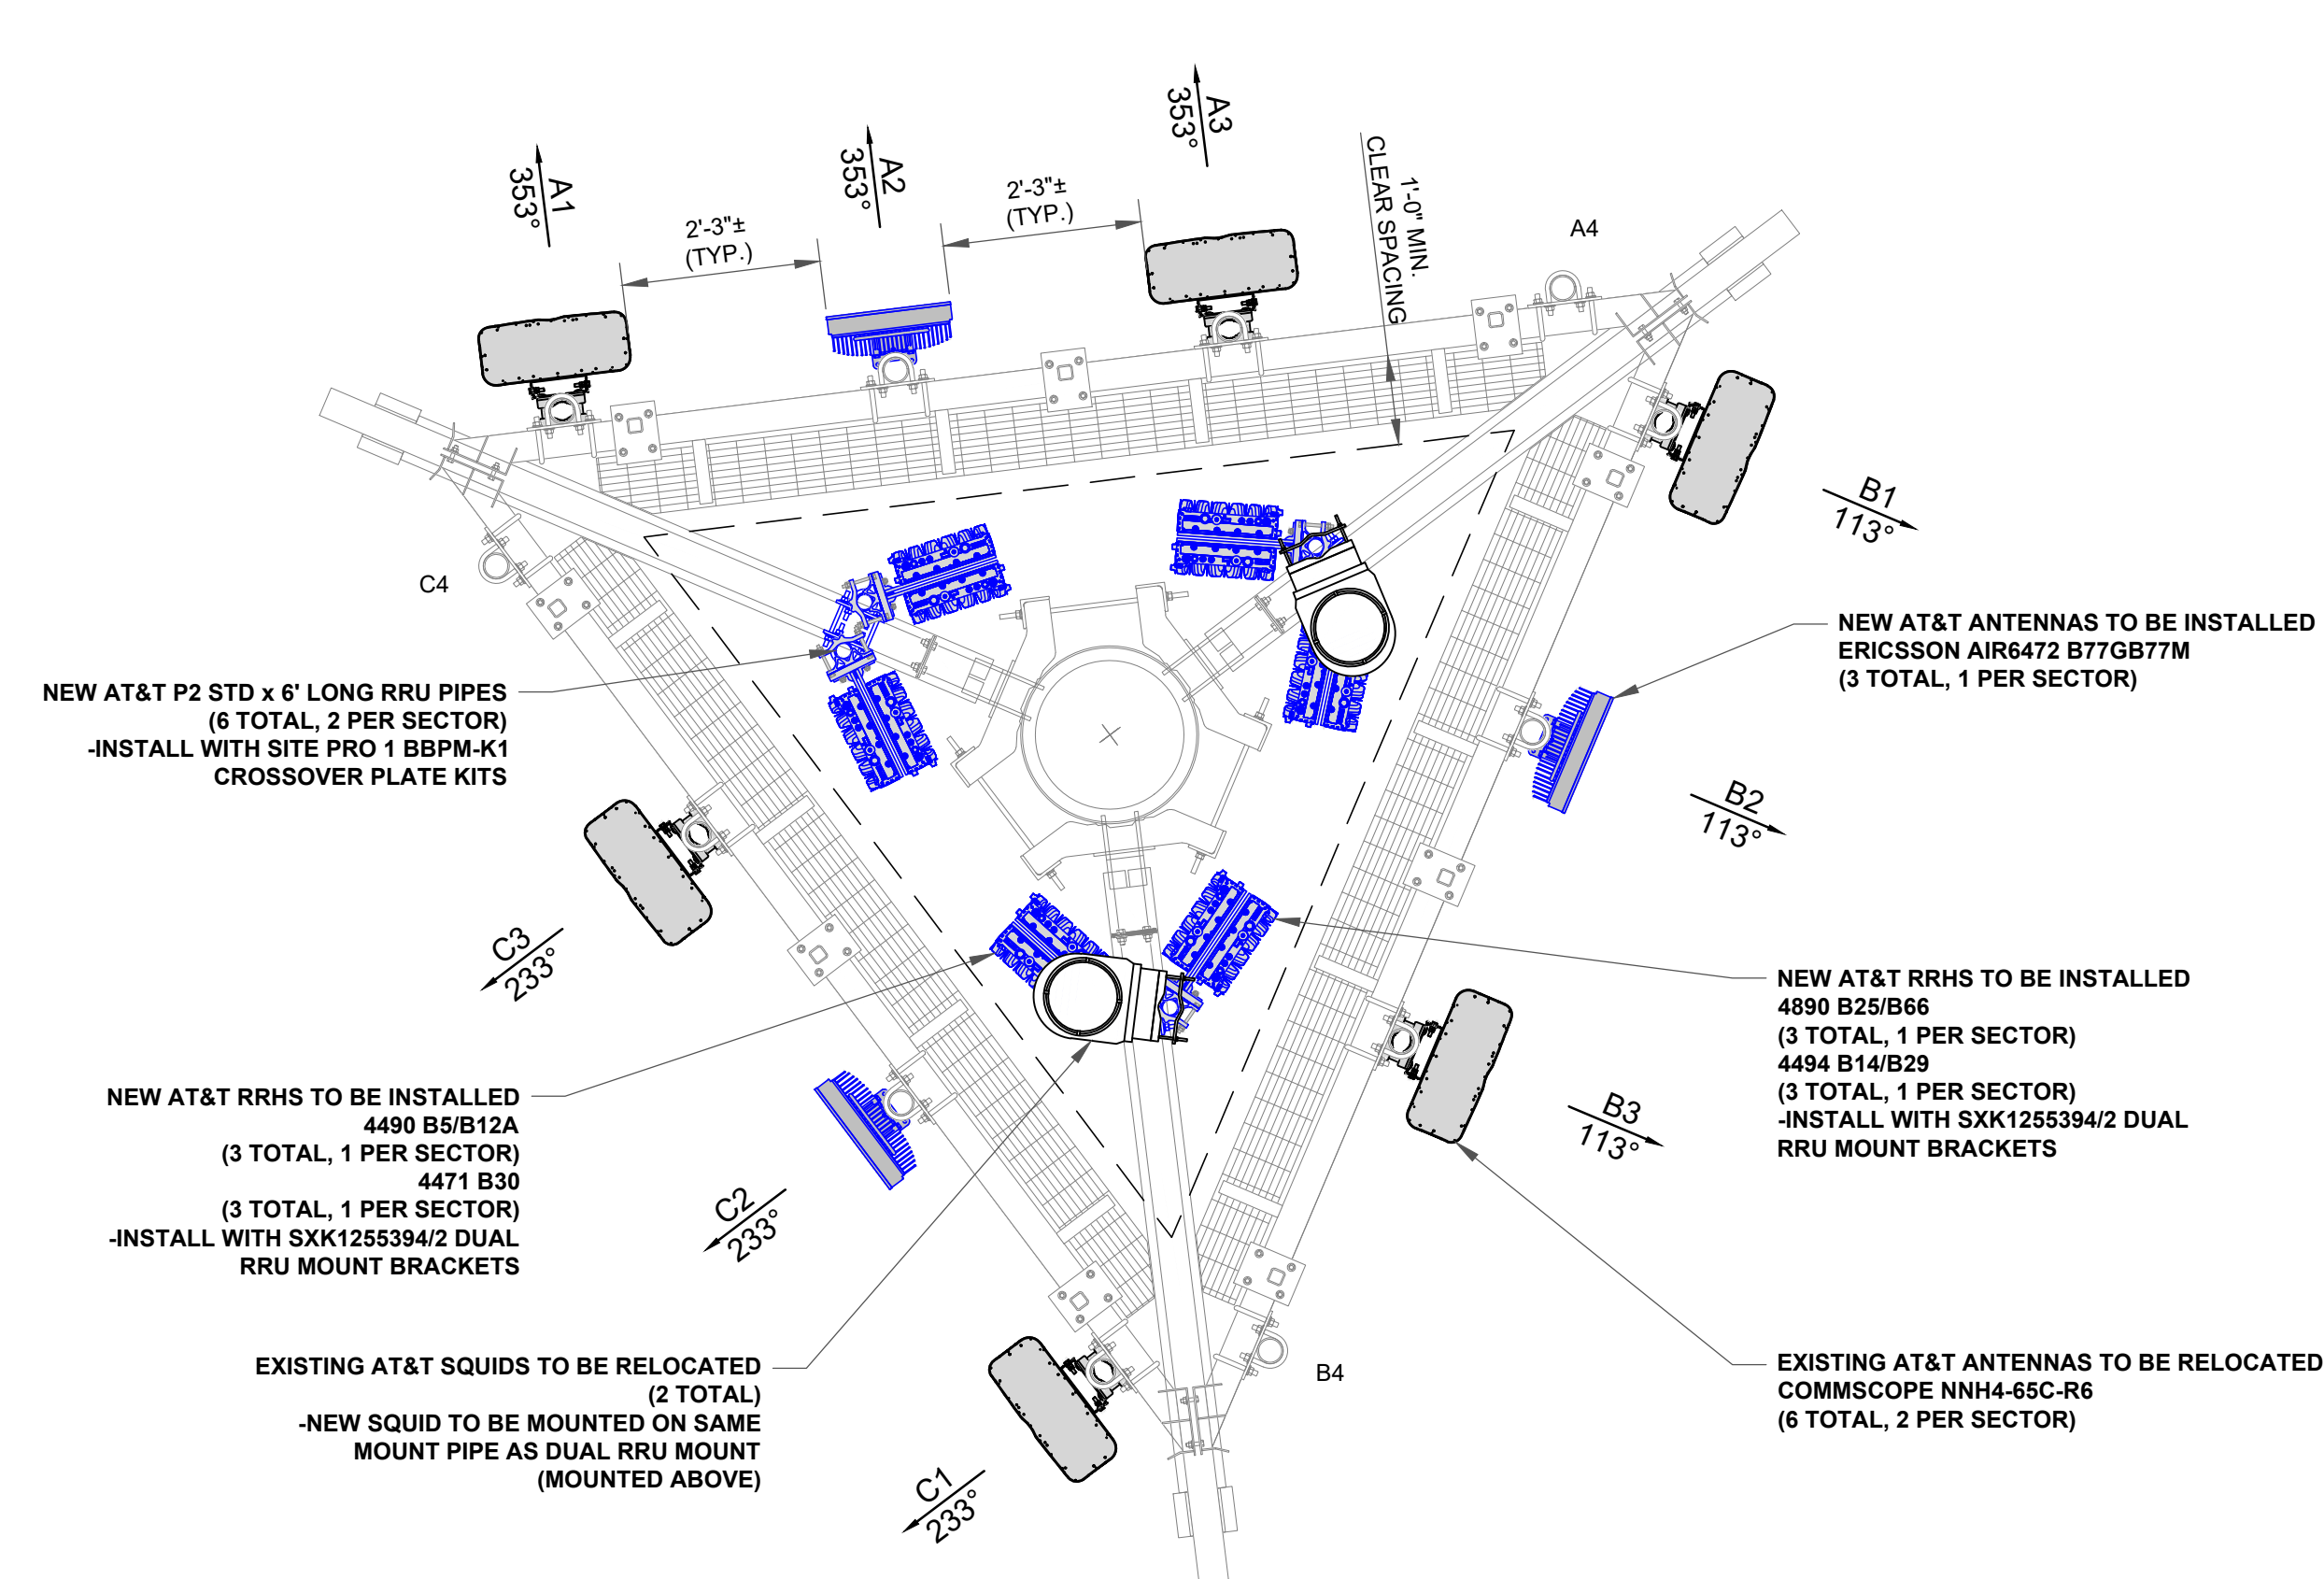 A1
353°
A2
353°
A3
353°
2'-3"±
(TYP.)
2'-3"±
(TYP.)
1'-0" MIN.
CLEAR SPACING
A4
B1
113°
C4
NEW AT&T ANTENNAS TO BE INSTALLED
ERICSSON AIR6472 B77GB77M
(3 TOTAL, 1 PER SECTOR)
NEW AT&T P2 STD x 6' LONG RRU PIPES
(6 TOTAL, 2 PER SECTOR)
-INSTALL WITH SITE PRO 1 BBPM-K1
CROSSOVER PLATE KITS
B2
113°
C3
233°
NEW AT&T RRHS TO BE INSTALLED
4890 B25/B66
(3 TOTAL, 1 PER SECTOR)
4494 B14/B29
(3 TOTAL, 1 PER SECTOR)
-INSTALL WITH SXK1255394/2 DUAL
RRU MOUNT BRACKETS
NEW AT&T RRHS TO BE INSTALLED
4490 B5/B12A
(3 TOTAL, 1 PER SECTOR)
4471 B30
(3 TOTAL, 1 PER SECTOR)
-INSTALL WITH SXK1255394/2 DUAL
RRU MOUNT BRACKETS
B3
113°
C2
233°
EXISTING AT&T SQUIDS TO BE RELOCATED
(2 TOTAL)
-NEW SQUID TO BE MOUNTED ON SAME
MOUNT PIPE AS DUAL RRU MOUNT
(MOUNTED ABOVE)
B4
EXISTING AT&T ANTENNAS TO BE RELOCATED
COMMSCOPE NNH4-65C-R6
(6 TOTAL, 2 PER SECTOR)
C1
233°